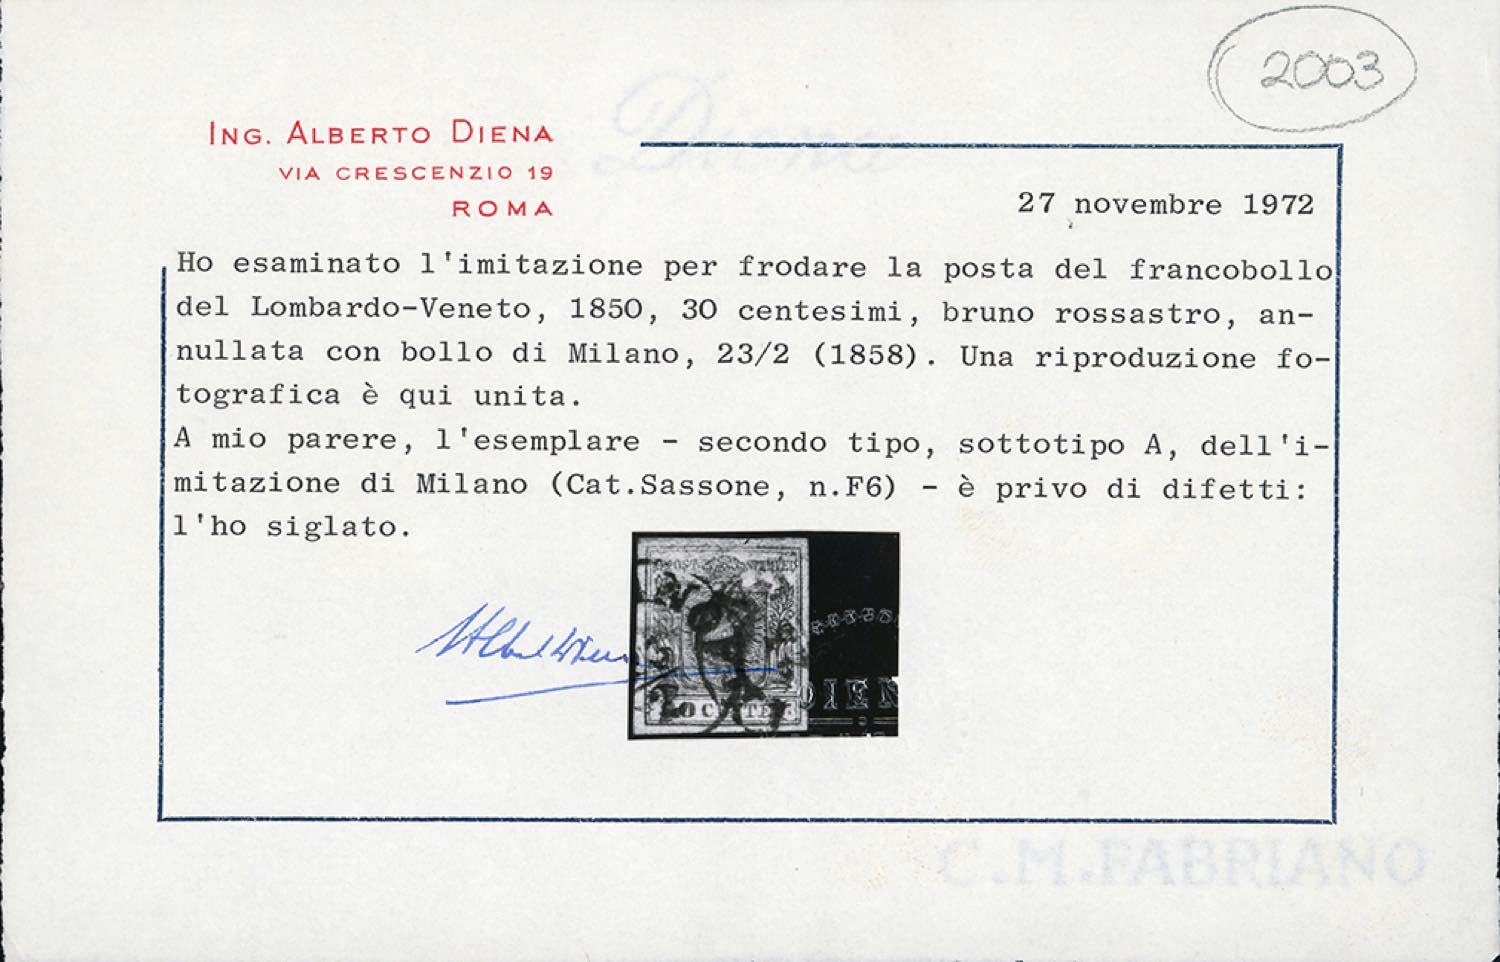 2003
Diena
ING. ALBERTO DIENA
VIA CRESCENZIO 19
ROMA
27 novembre 1972
Ho esaminato l'imitazione per frodare la posta del francobollo
del Lombardo-Veneto, 1850, 30 centesimi, bruno rossastro, an-
nullata con bollo di Milano, 23/2 (1858). Una riproduzione fo-
tografica è qui unita.
A mio parere, l'esemplare - secondo tipo, sottotipo A, dell'i-
mitazione di Milano (Cat.Sassone, n.F6) - è privo di difetti:
l'ho siglato.
DIEN
C.M.FABRIANO